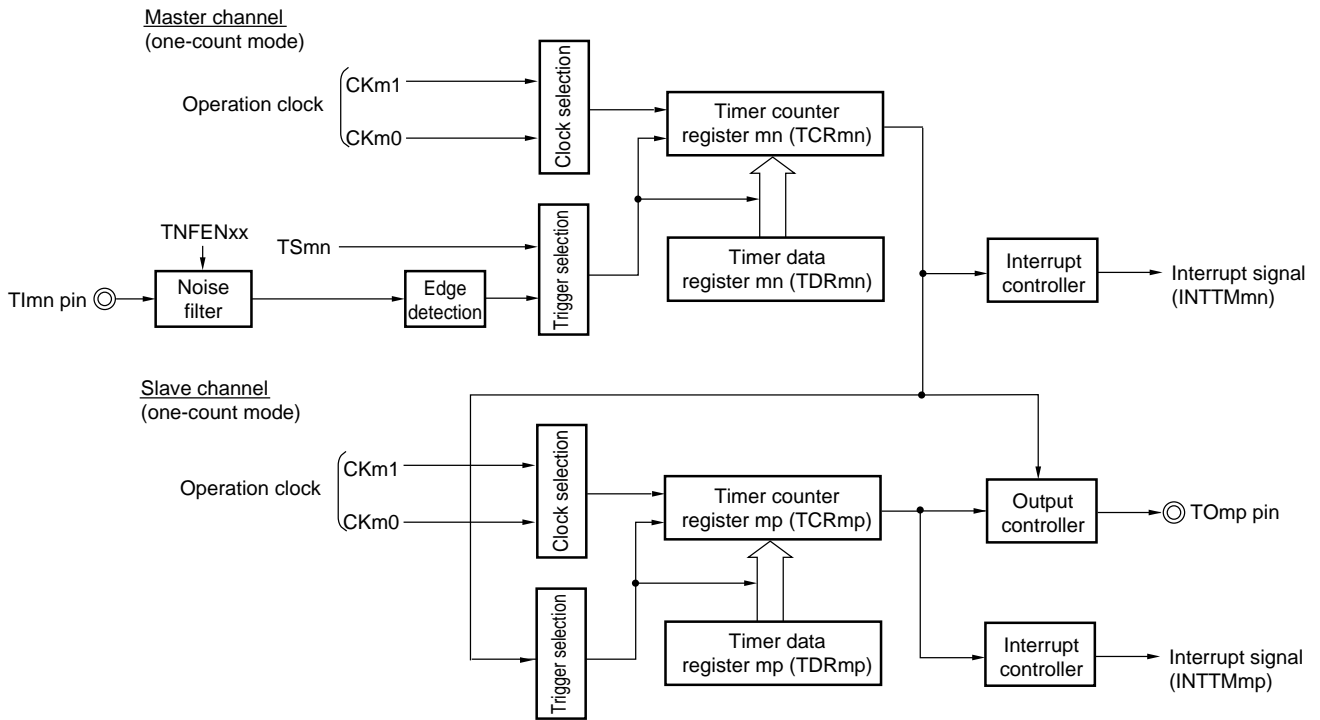 Master channel
(one-count mode)
Operation clock
CKm1
CKm0
Clock selection
Timer counter
register mn (TCRmn)
TNFENxx
TSmn
TImn pin
Noise
filter
Edge
detection
Trigger selection
Timer data
register mn (TDRmn)
Interrupt
controller
Interrupt signal
(INTTMmn)
Slave channel
(one-count mode)
Operation clock
CKm1
CKm0
Clock selection
Timer counter
register mp (TCRmp)
Output
controller
TOmp pin
Trigger selection
Timer data
register mp (TDRmp)
Interrupt
controller
Interrupt signal
(INTTMmp)